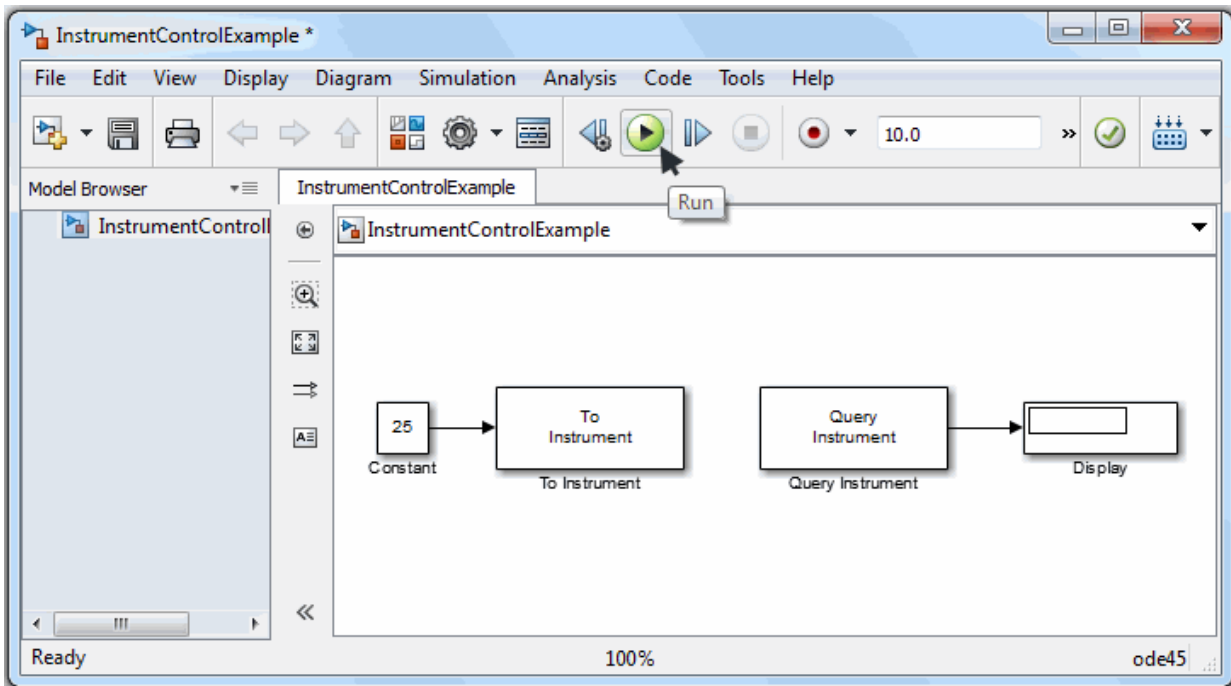 InstrumentControlExample *
File Edit View Display Diagram Simulation Analysis Code Tools Help
10.0 »
Model Browser
InstrumentControlExample
Run
InstrumentControll
InstrumentControlExample
25
To
Instrument
Query
Instrument
Constant
To Instrument
Query Instrument
Display
Ready 100% ode45